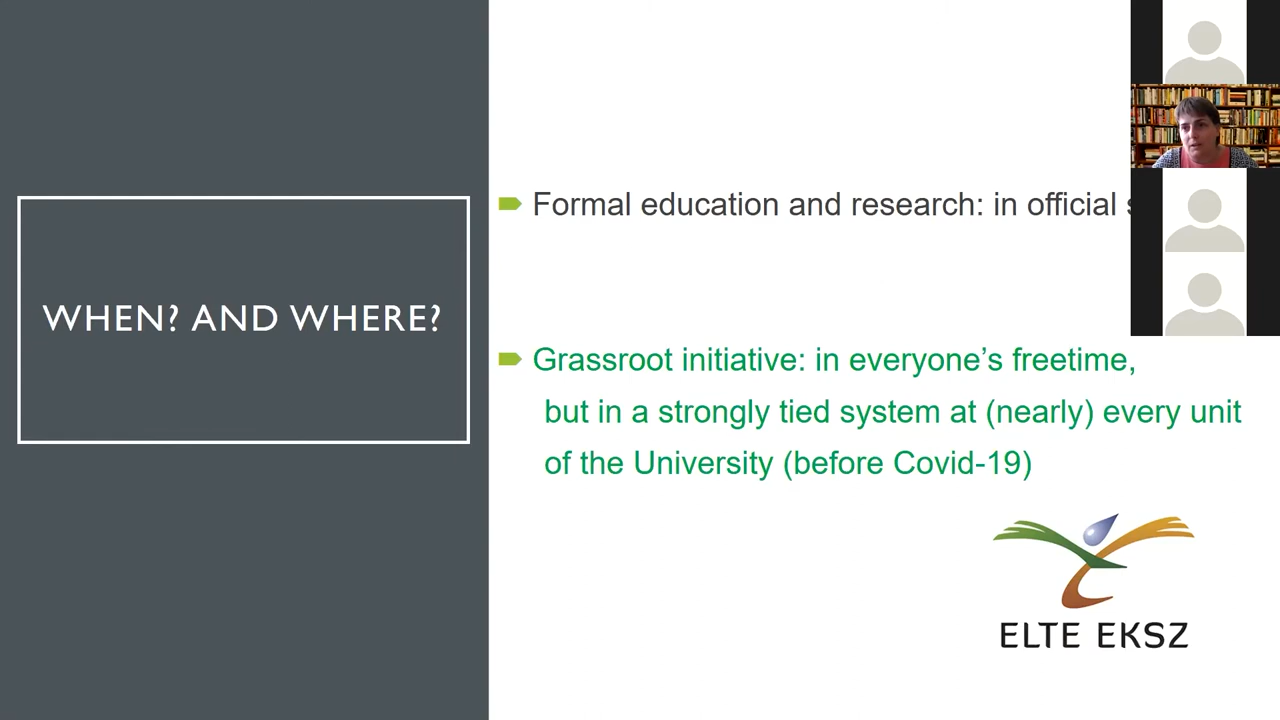 WHEN? AND WHERE?
Formal education and research: in official
Grassroot initiative: in everyone’s freetime,
but in a strongly tied system at (nearly) every unit
of the University (before Covid-19)
ELTE EKSZ